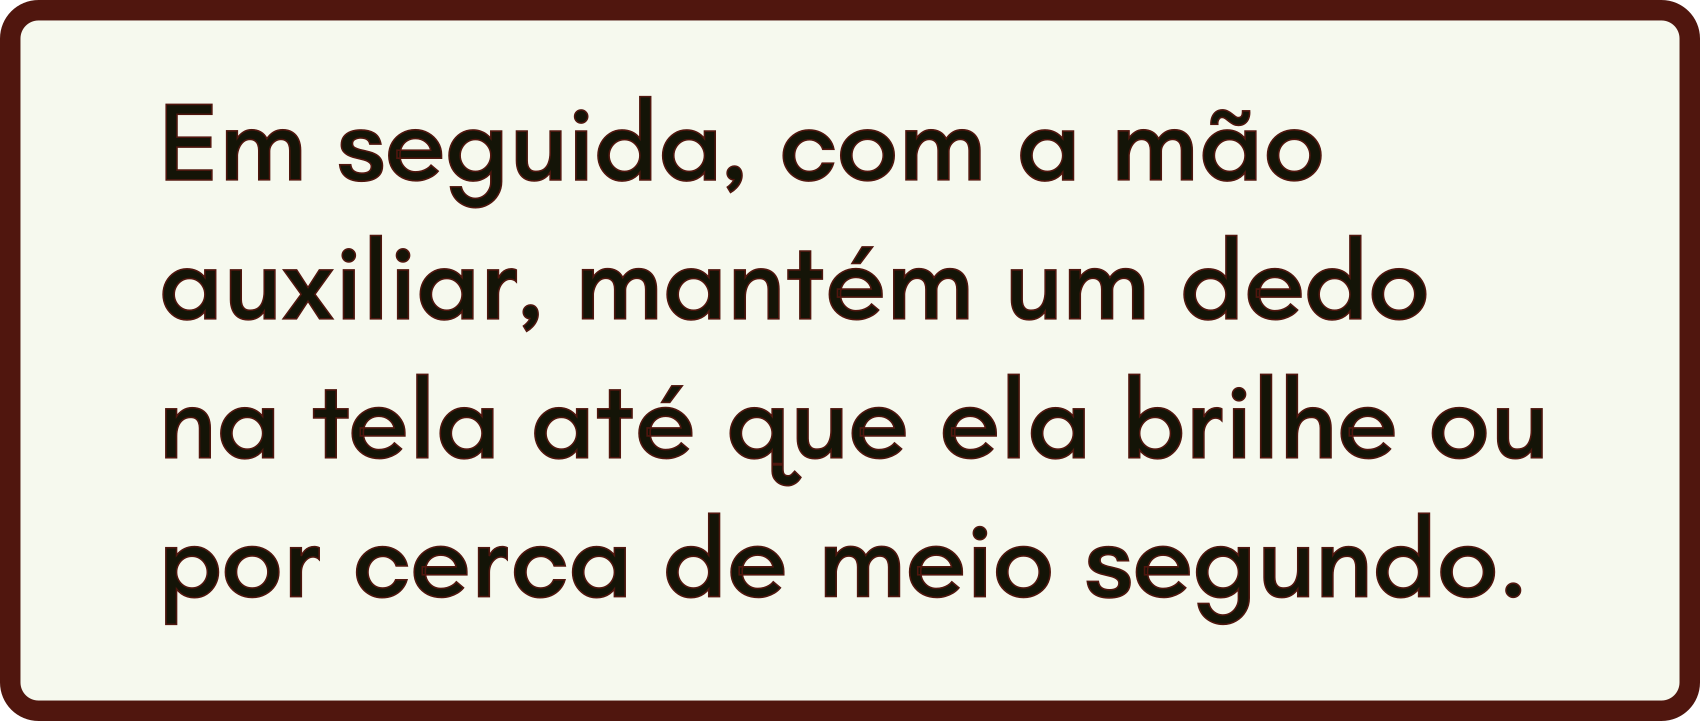 Em seguida, com a mão
auxiliar, mantém um dedo
na tela até que ela brilhe ou
por cerca de meio segundo.